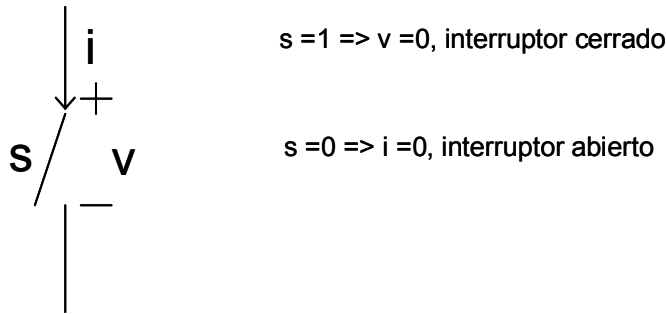 i
s =1 => v =0, interruptor cerrado
+
s
v
s =0 => i =0, interruptor abierto
—